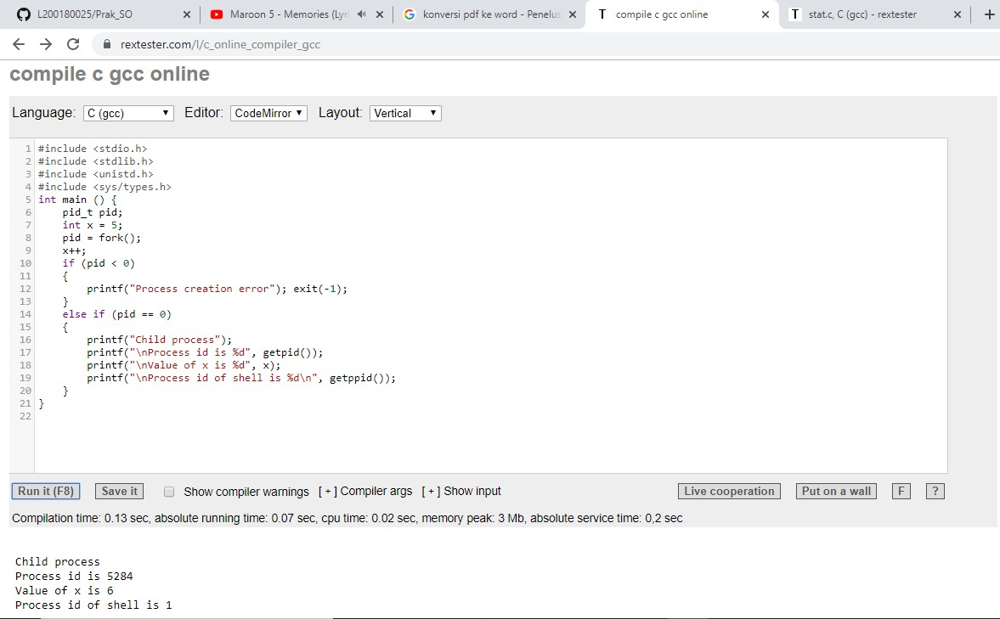 L200180025/Prak_SO
Maroon 5 - Memories (Lyr
konversi pdf ke word - Penelus
T compile c gcc online
T stat.c, C (gcc) - rextester
rextester.com/l/c_online_compiler_gcc
compile c gcc online
Language: C (gcc) Editor: CodeMirror Layout: Vertical
1 #include <stdio.h>
2 #include <stdlib.h>
3 #include <unistd.h>
4 #include <sys/types.h>
5 int main () {
6     pid_t pid;
7     int x = 5;
8     pid = fork();
9     x++;
10     if (pid < 0)
11     {
12         printf("Process creation error"); exit(-1);
13     }
14     else if (pid == 0)
15     {
16         printf("Child process");
17         printf("\nProcess id is %d", getpid());
18         printf("\nValue of x is %d", x);
19         printf("\nProcess id of shell is %d\n", getppid());
20     }
21 }
22
Run it (F8) Save it Show compiler warnings [ + ] Compiler args [ + ] Show input Live cooperation Put on a wall F ?
Compilation time: 0.13 sec, absolute running time: 0.07 sec, cpu time: 0.02 sec, memory peak: 3 Mb, absolute service time: 0,2 sec
Child process
Process id is 5284
Value of x is 6
Process id of shell is 1